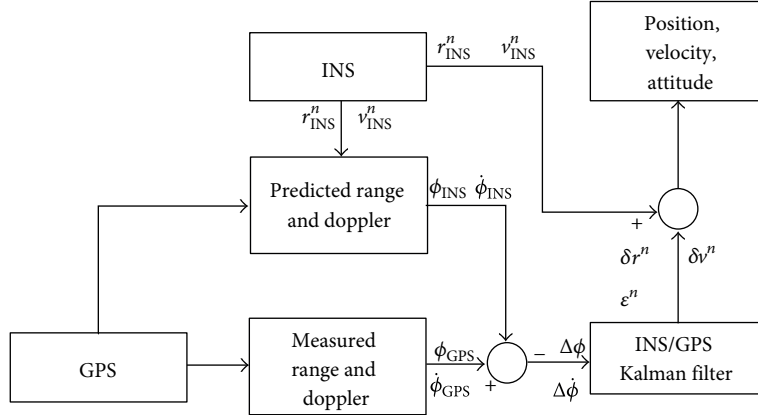 Position,
velocity,
attitude
INS
r^n_INS v^n_INS
r^n_INS v^n_INS
Predicted range
and doppler
ϕ_INS ϕ̇_INS
+
δr^n δv^n
ε^n
GPS
Measured
range and
doppler
ϕ_GPS
ϕ̇_GPS
+
− Δϕ
Δϕ̇
INS/GPS
Kalman filter